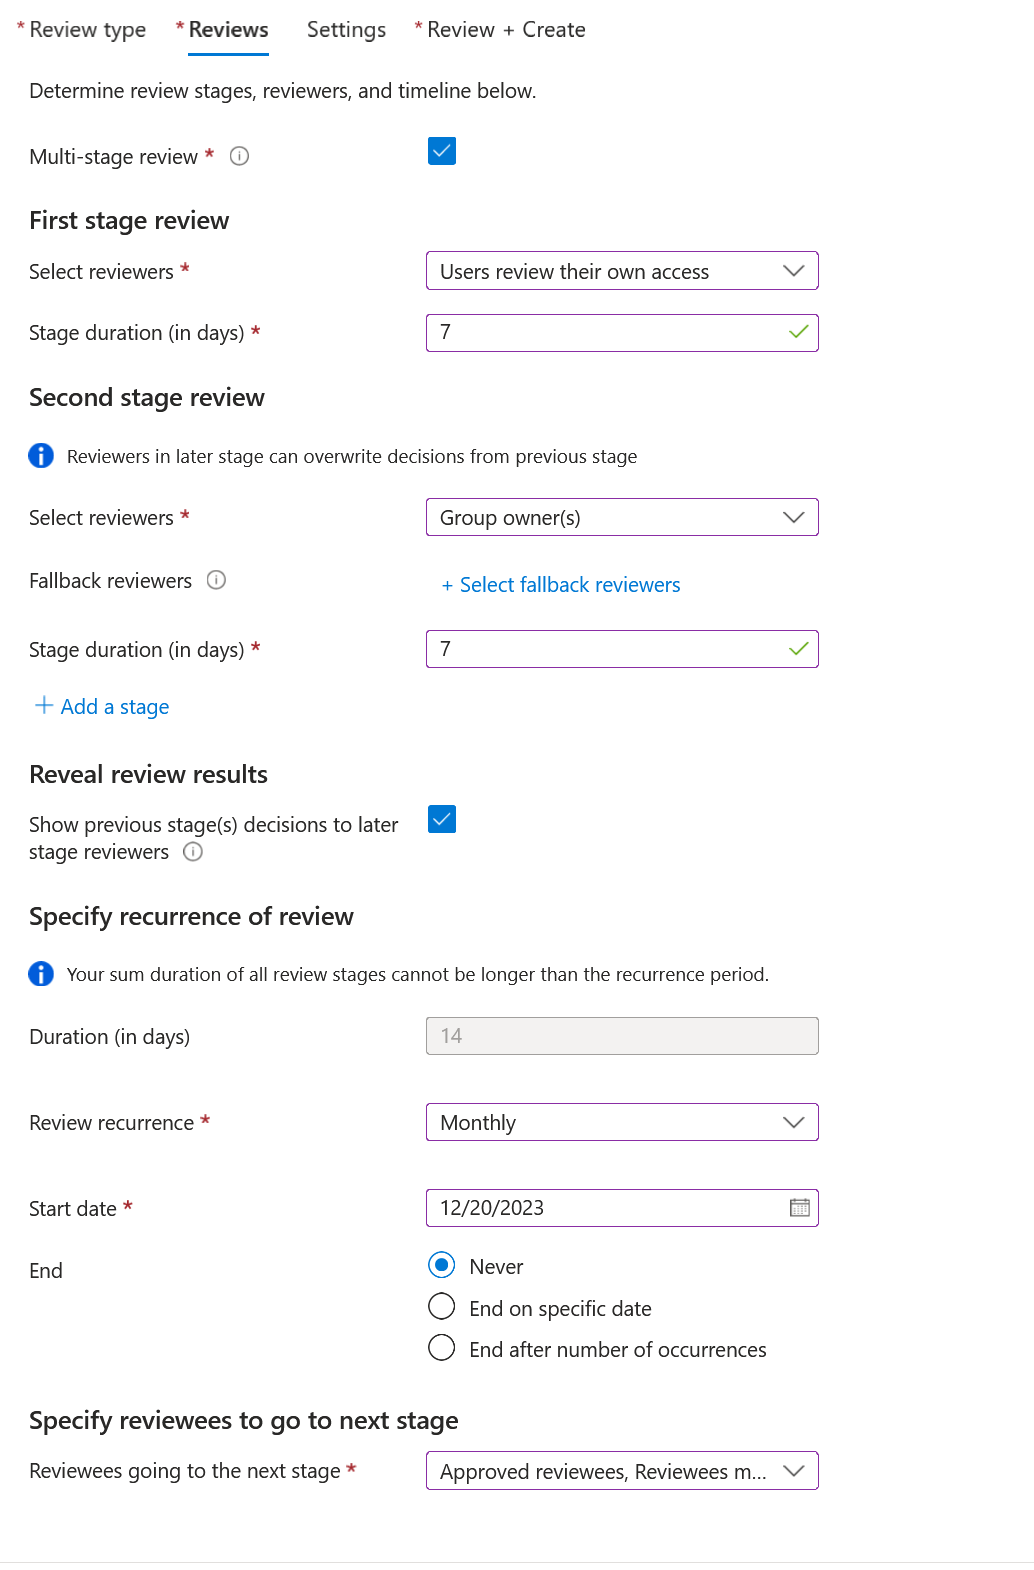 * Review type * Reviews Settings * Review + Create
Determine review stages, reviewers, and timeline below.
Multi-stage review *
First stage review
Select reviewers * Users review their own access
Stage duration (in days) * 7
Second stage review
Reviewers in later stage can overwrite decisions from previous stage
Select reviewers * Group owner(s)
Fallback reviewers + Select fallback reviewers
Stage duration (in days) * 7
+ Add a stage
Reveal review results
Show previous stage(s) decisions to later
stage reviewers
Specify recurrence of review
Your sum duration of all review stages cannot be longer than the recurrence period.
Duration (in days) 14
Review recurrence * Monthly
Start date * 12/20/2023
End Never
End on specific date
End after number of occurrences
Specify reviewees to go to next stage
Reviewees going to the next stage * Approved reviewees, Reviewees m...